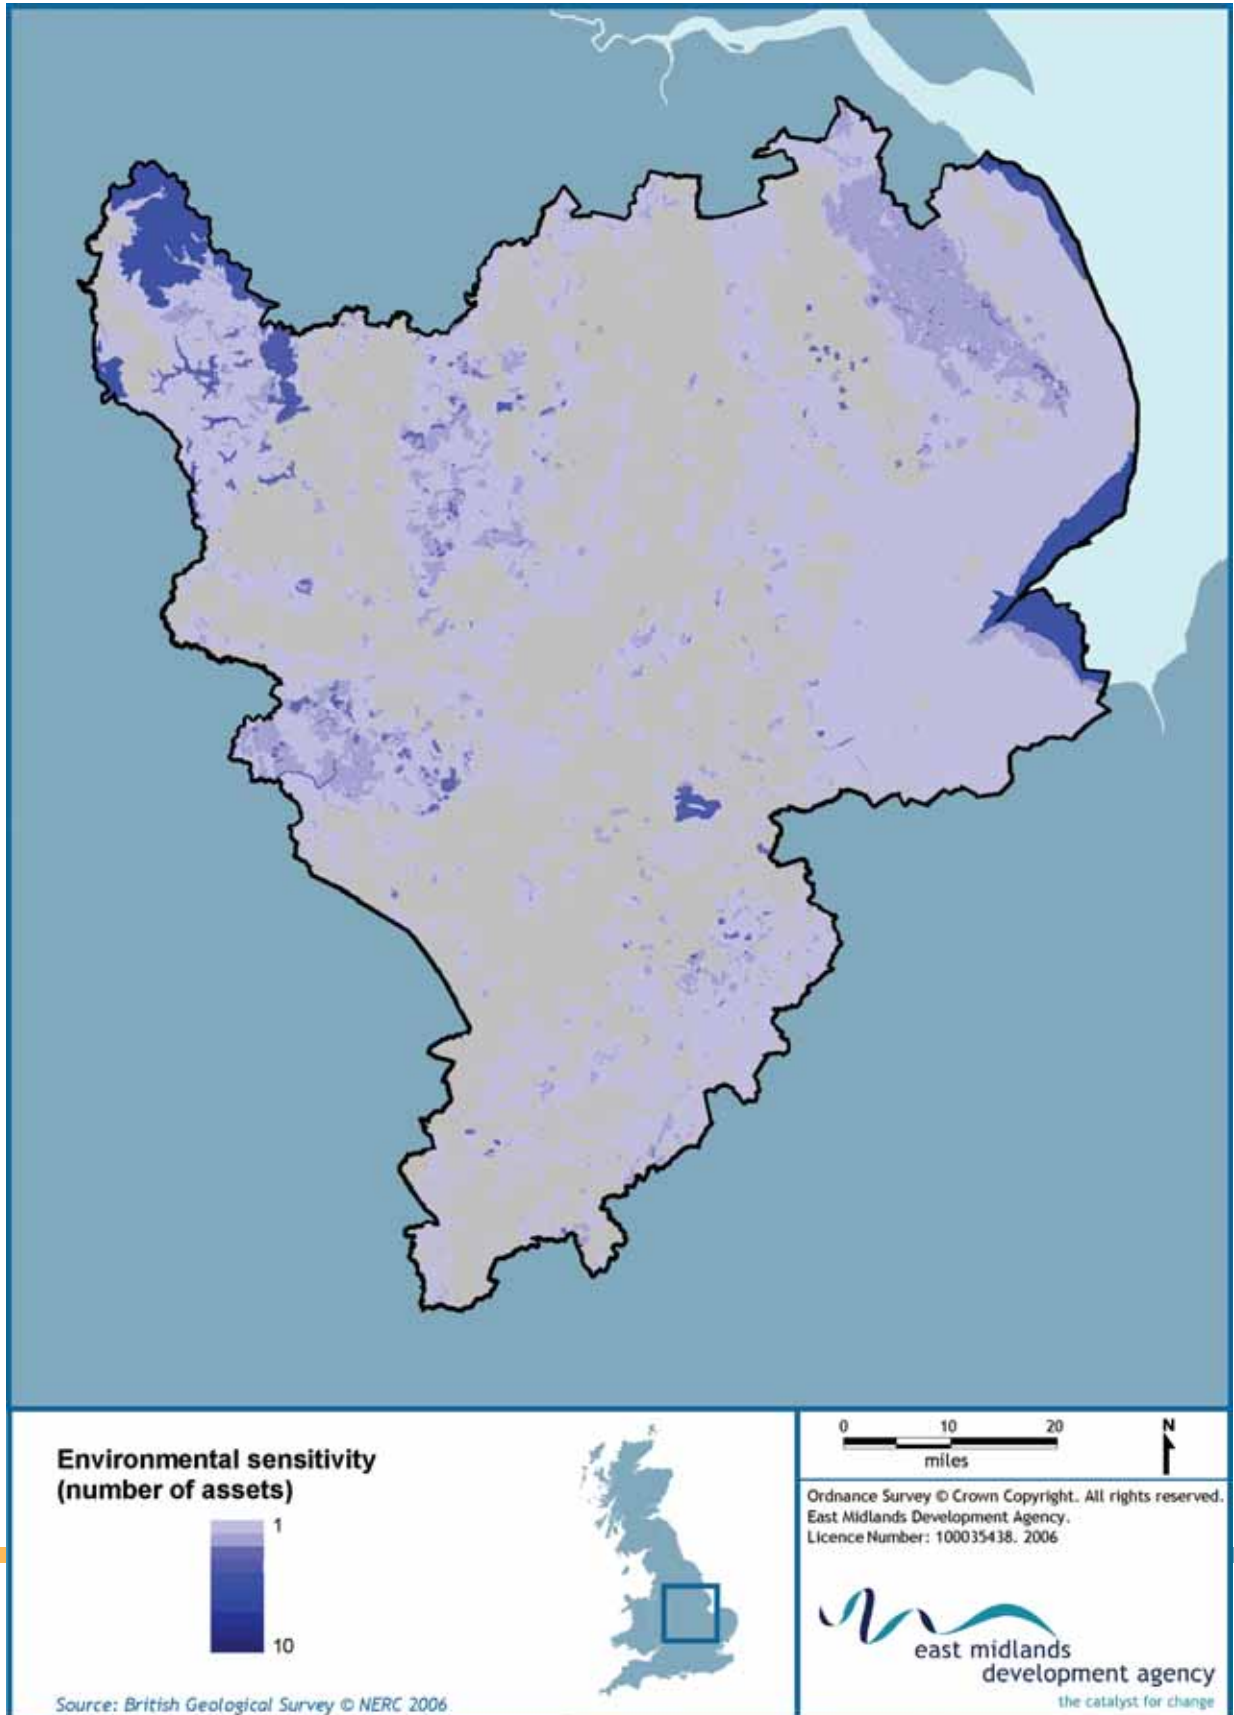 Environmental sensitivity
(number of assets)
1
10
Source: British Geological Survey © NERC 2006
0 10 20
miles
N
Ordnance Survey © Crown Copyright. All rights reserved.
East Midlands Development Agency.
Licence Number: 100035438. 2006
east midlands
development agency
the catalyst for change